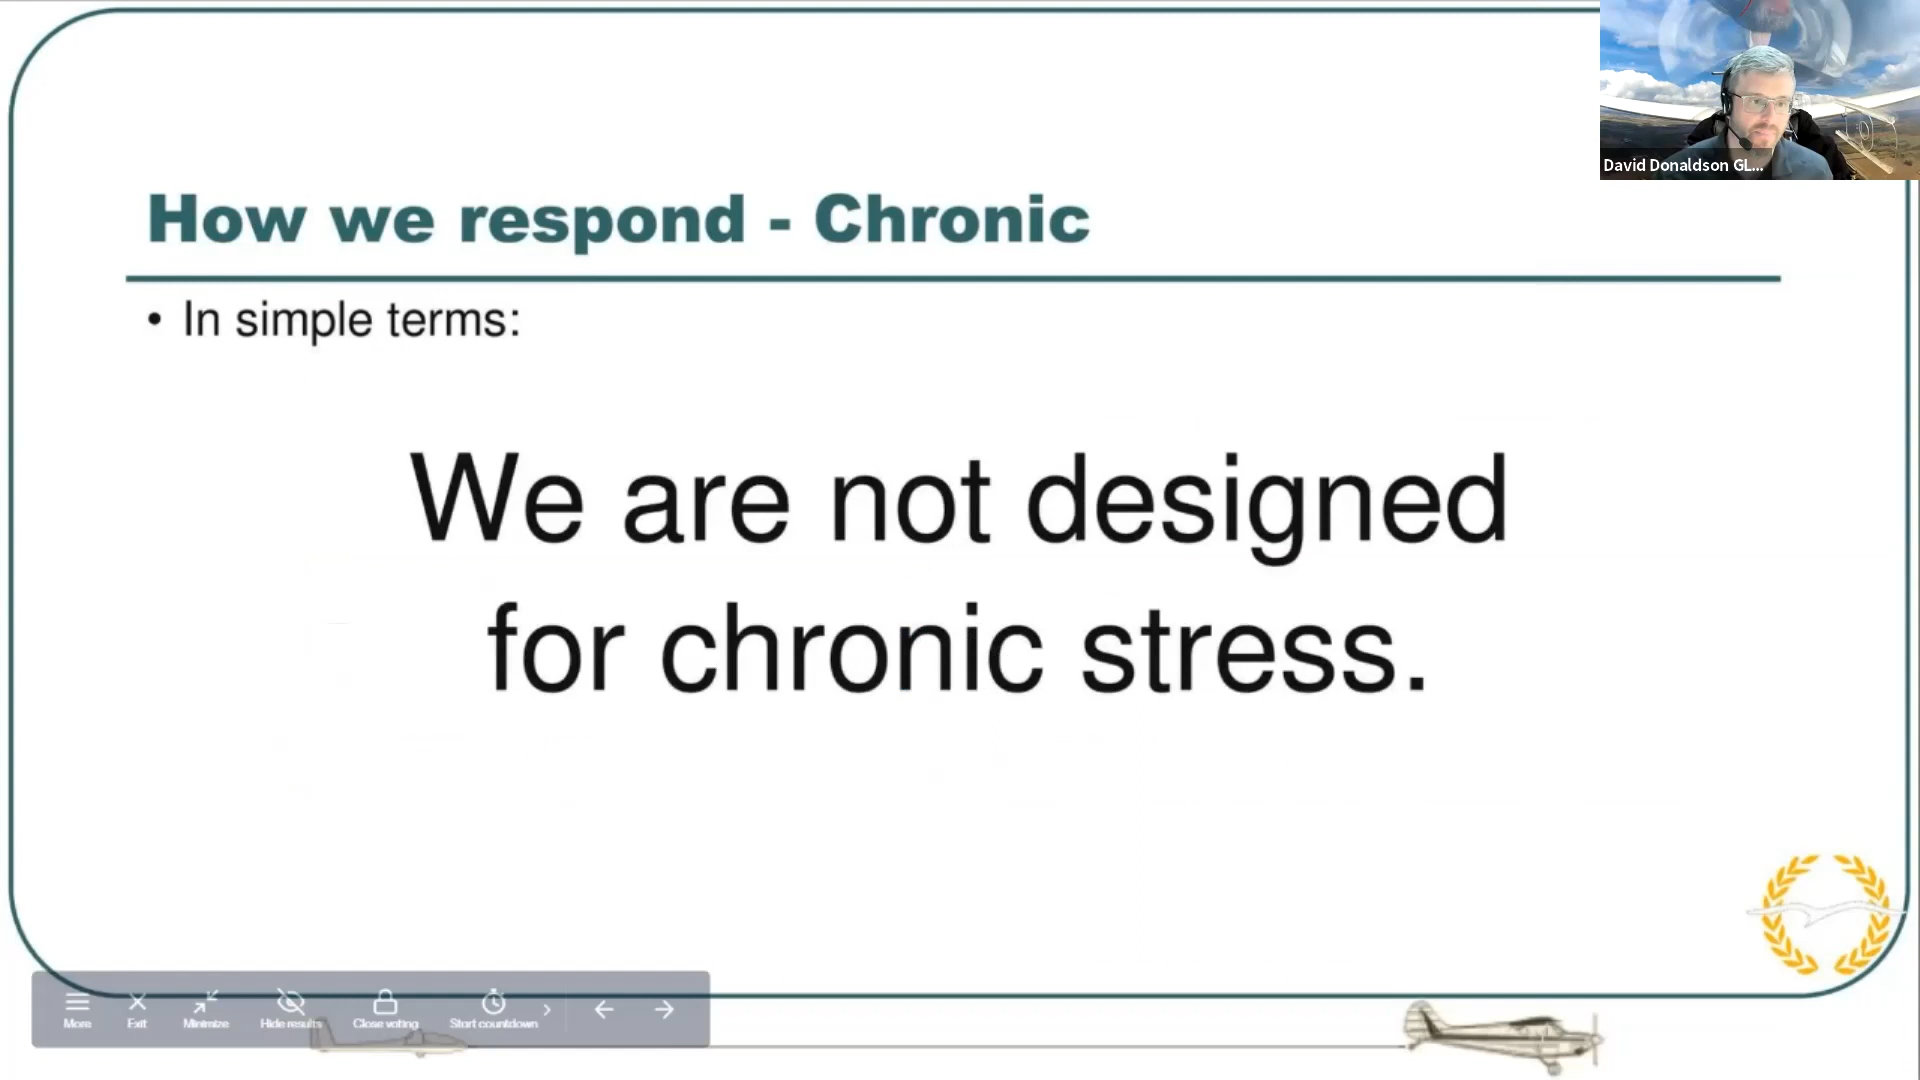 David Donaldson GL...
How we respond - Chronic
• In simple terms:
We are not designed
for chronic stress.
More Exit Minimize Hide results Close voting Start countdown